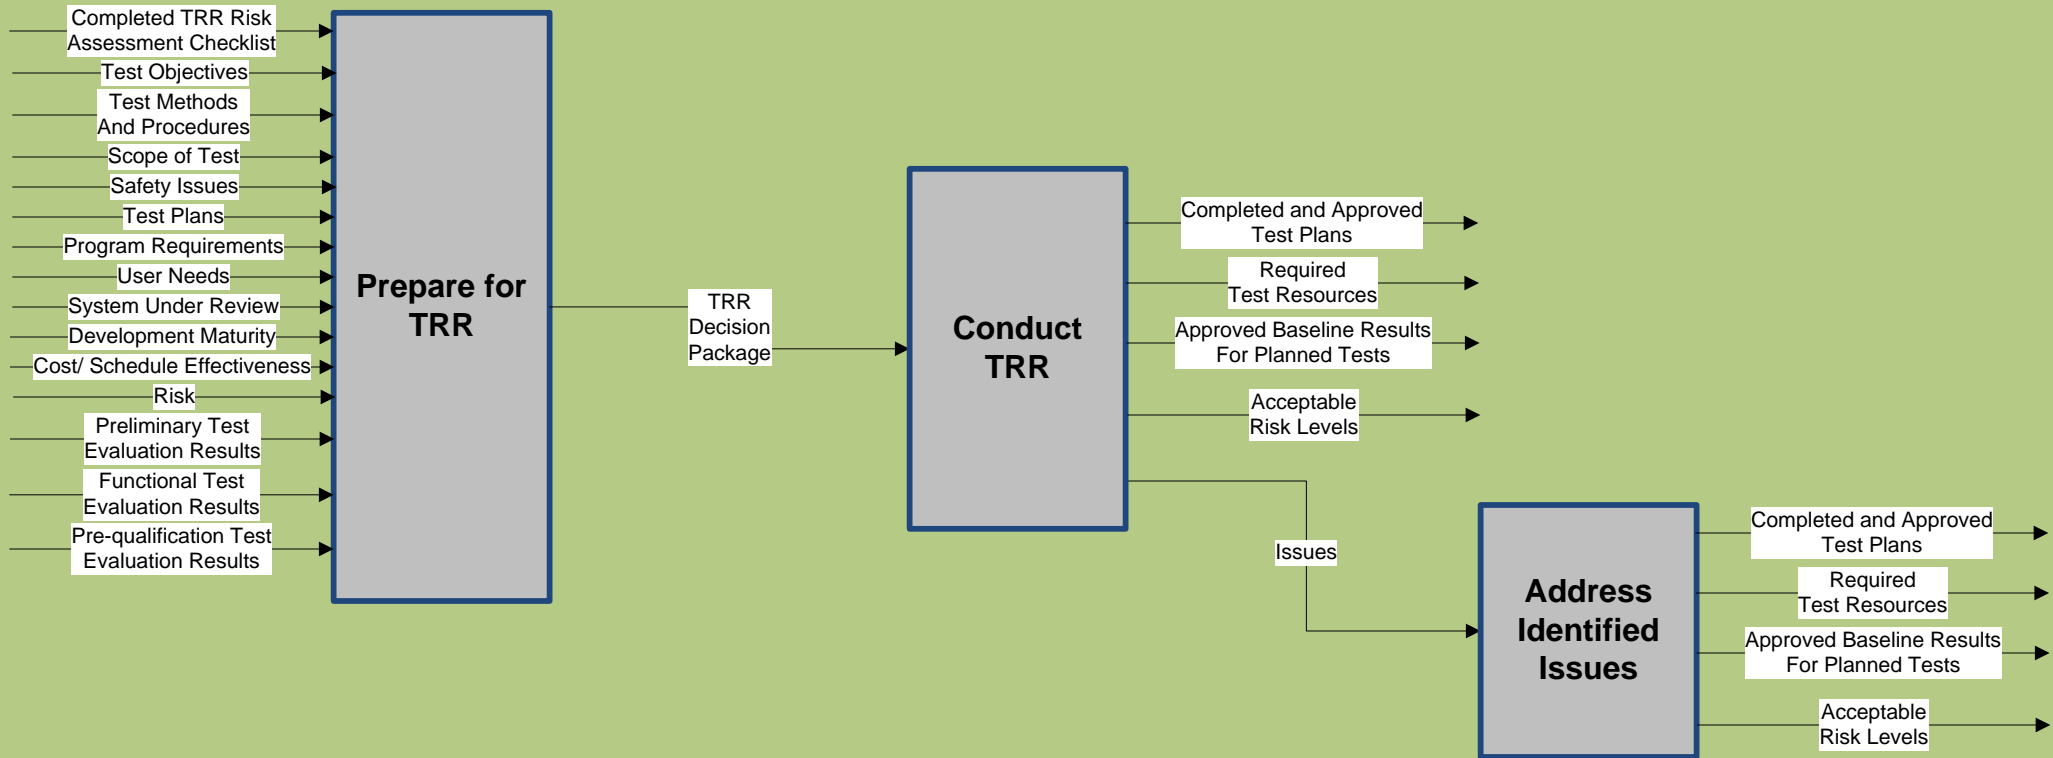 Completed TRR Risk
Assessment Checklist
Test Objectives
Test Methods
And Procedures
Scope of Test
Safety Issues
Test Plans
Program Requirements
User Needs
System Under Review
Development Maturity
Cost/ Schedule Effectiveness
Risk
Preliminary Test
Evaluation Results
Functional Test
Evaluation Results
Pre-qualification Test
Evaluation Results
Prepare for
TRR
TRR
Decision
Package
Conduct
TRR
Completed and Approved
Test Plans
Required
Test Resources
Approved Baseline Results
For Planned Tests
Acceptable
Risk Levels
Issues
Address
Identified
Issues
Completed and Approved
Test Plans
Required
Test Resources
Approved Baseline Results
For Planned Tests
Acceptable
Risk Levels